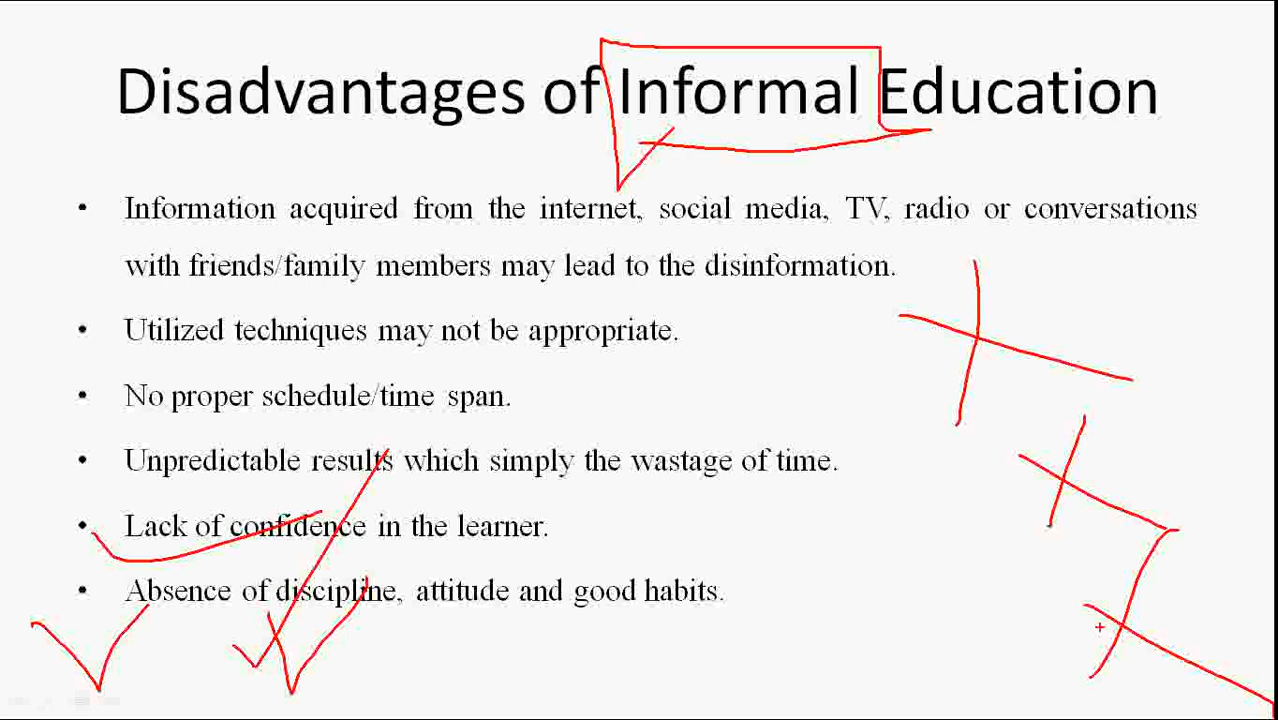 Disadvantages of Informal Education
• Information acquired from the internet, social media, TV, radio or conversations
with friends/family members may lead to the disinformation.
• Utilized techniques may not be appropriate.
• No proper schedule/time span.
• Unpredictable results which simply the wastage of time.
• Lack of confidence in the learner.
• Absence of discipline, attitude and good habits.